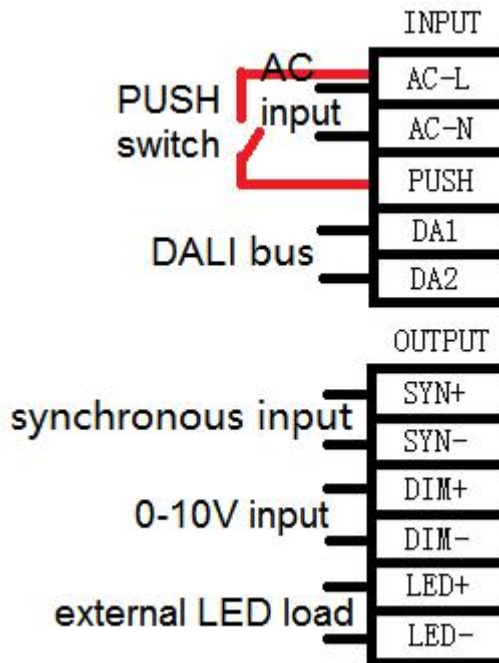 INPUT
AC input
AC-L
AC-N
PUSH switch
PUSH
DALI bus
DA1
DA2
OUTPUT
synchronous input
SYN+
SYN-
0-10V input
DIM+
DIM-
external LED load
LED+
LED-